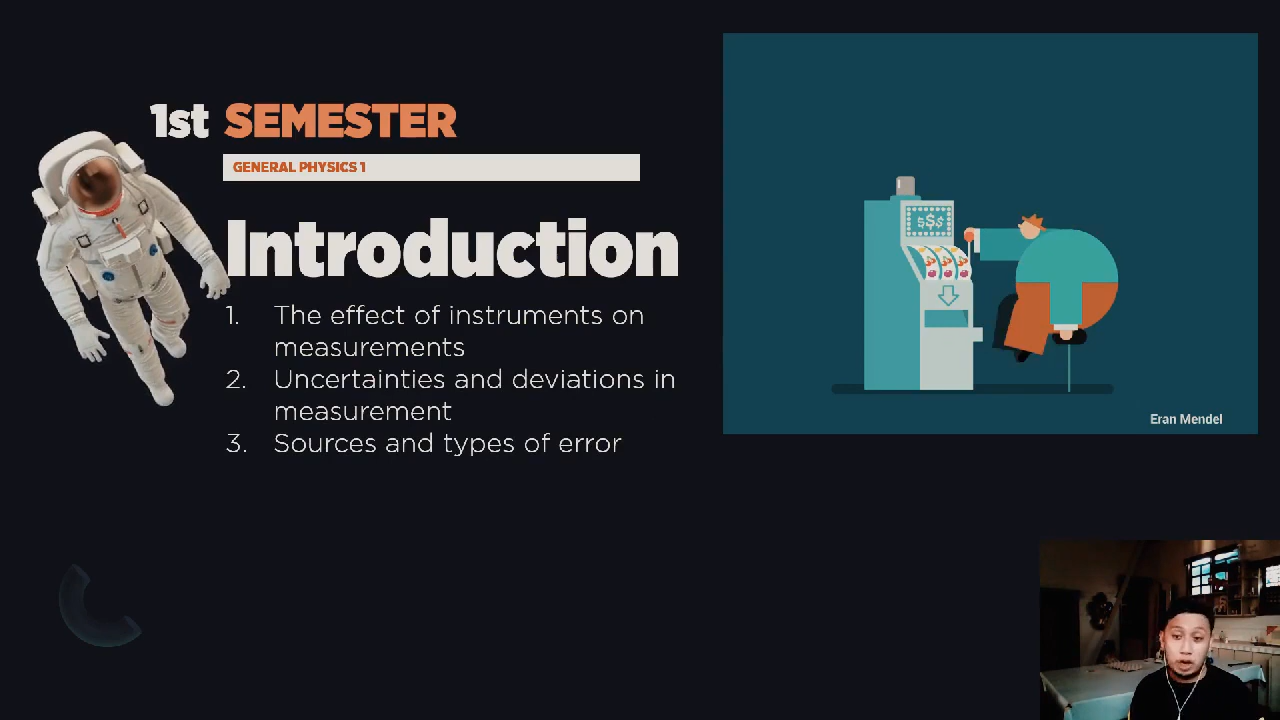 1st SEMESTER
GENERAL PHYSICS 1
Introduction
1. The effect of instruments on
measurements
2. Uncertainties and deviations in
measurement
3. Sources and types of error
$$$
Eran Mendel